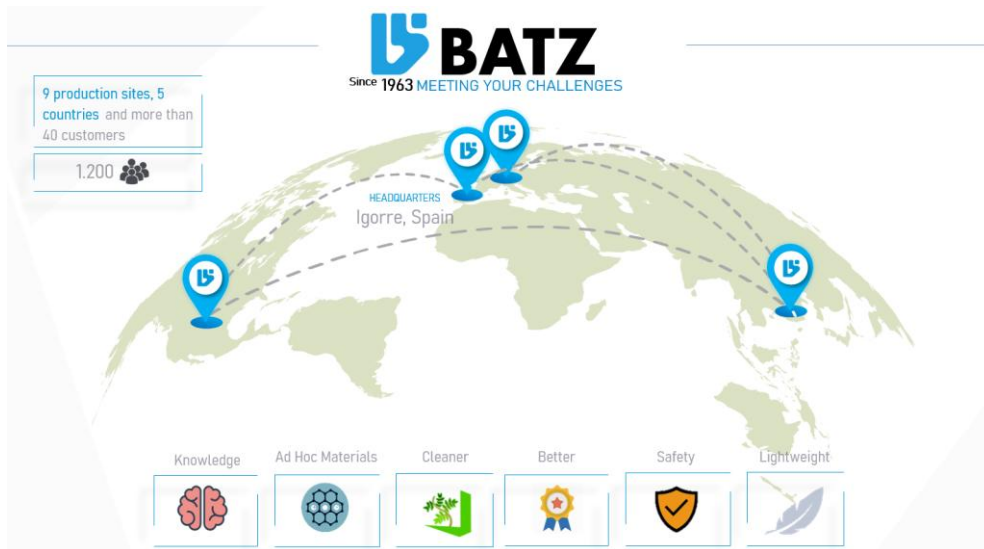 BATZ
Since 1963 MEETING YOUR CHALLENGES
9 production sites, 5
countries and more than
40 customers
1.200
HEADQUARTERS
Igorre, Spain
Knowledge
Ad Hoc Materials
Cleaner
Better
Safety
Lightweight